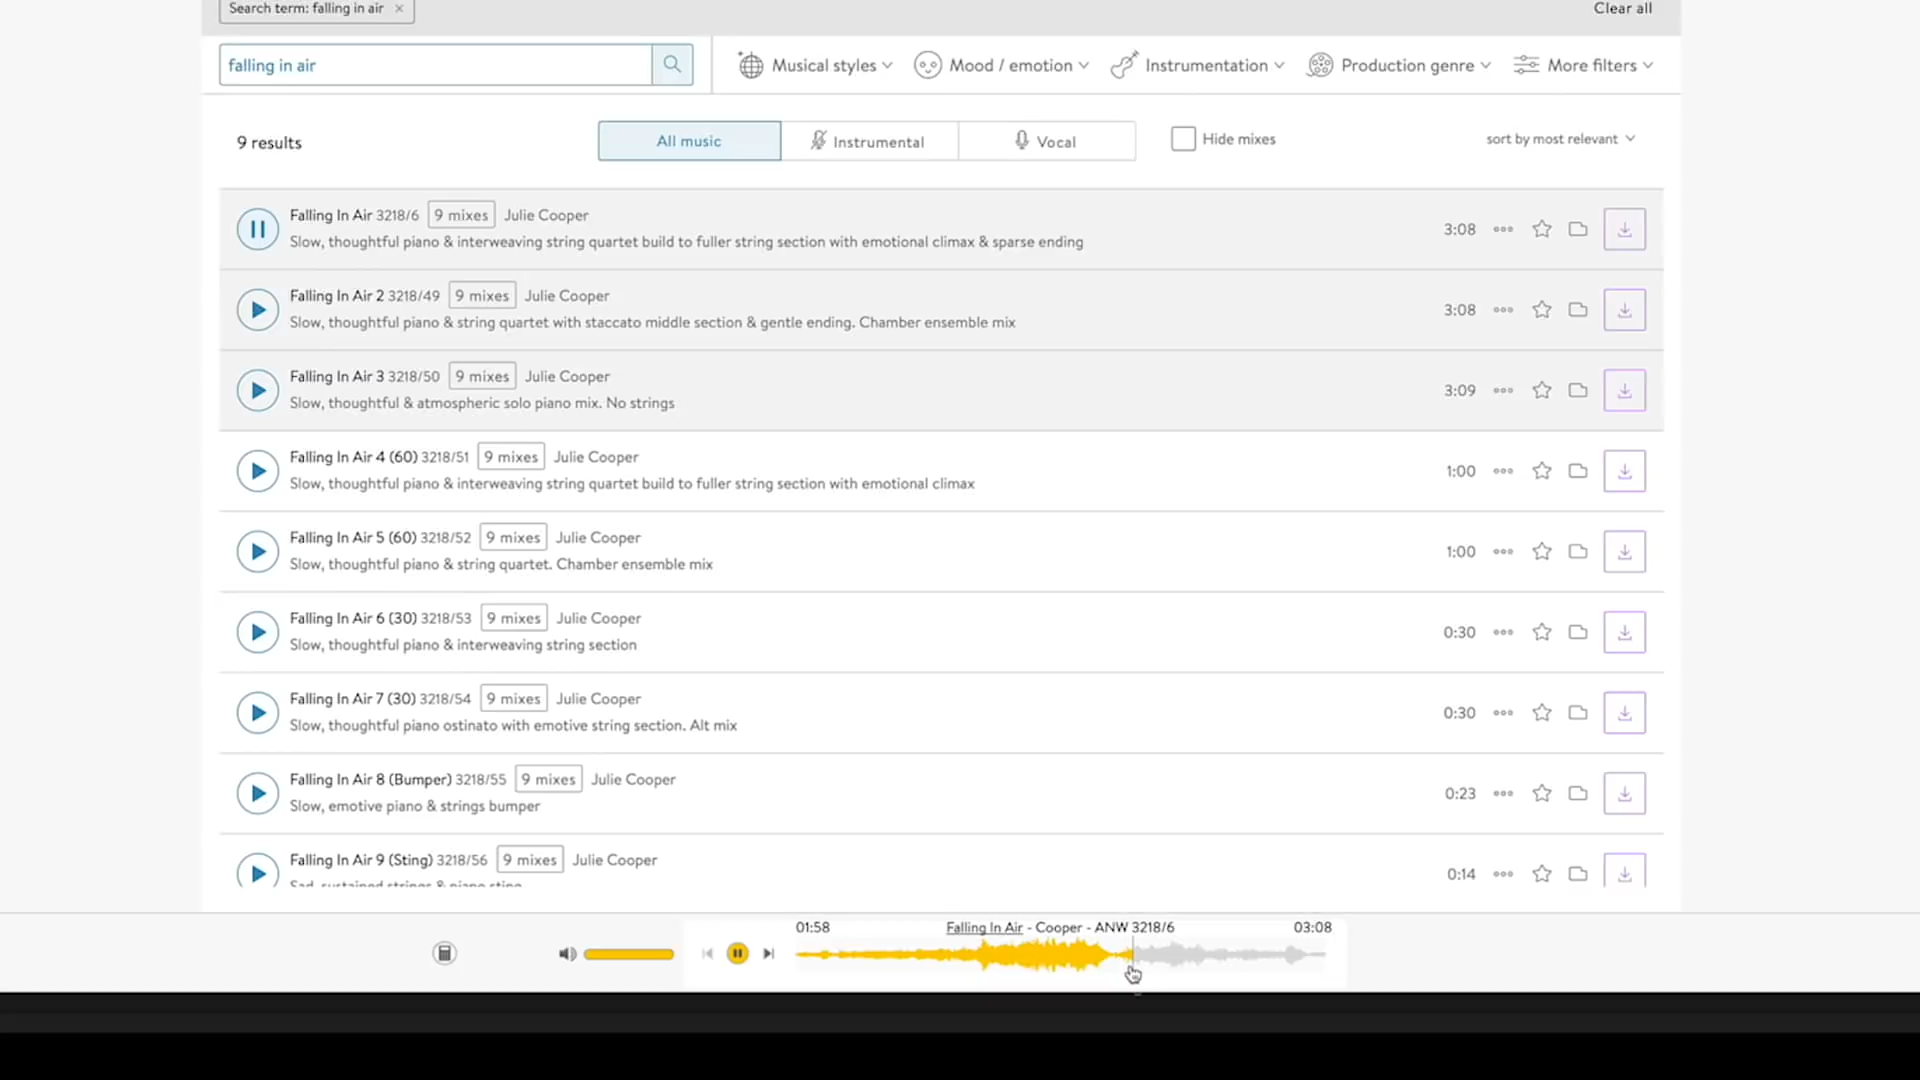 Search term: falling in air ×
Clear all
falling in air
Musical styles
Mood / emotion
Instrumentation
Production genre
More filters
9 results
All music
Instrumental
Vocal
Hide mixes
sort by most relevant
Falling In Air 3218/6 9 mixes Julie Cooper
Slow, thoughtful piano & interweaving string quartet build to fuller string section with emotional climax & sparse ending
3:08
Falling In Air 2 3218/49 9 mixes Julie Cooper
Slow, thoughtful piano & string quartet with staccato middle section & gentle ending. Chamber ensemble mix
3:08
Falling In Air 3 3218/50 9 mixes Julie Cooper
Slow, thoughtful & atmospheric solo piano mix. No strings
3:09
Falling In Air 4 (60) 3218/51 9 mixes Julie Cooper
Slow, thoughtful piano & interweaving string quartet build to fuller string section with emotional climax
1:00
Falling In Air 5 (60) 3218/52 9 mixes Julie Cooper
Slow, thoughtful piano & string quartet. Chamber ensemble mix
1:00
Falling In Air 6 (30) 3218/53 9 mixes Julie Cooper
Slow, thoughtful piano & interweaving string section
0:30
Falling In Air 7 (30) 3218/54 9 mixes Julie Cooper
Slow, thoughtful piano ostinato with emotive string section. Alt mix
0:30
Falling In Air 8 (Bumper) 3218/55 9 mixes Julie Cooper
Slow, emotive piano & strings bumper
0:23
Falling In Air 9 (Sting) 3218/56 9 mixes Julie Cooper
Sad, sustained strings & piano sting
0:14
01:58
Falling In Air - Cooper - ANW 3218/6
03:08